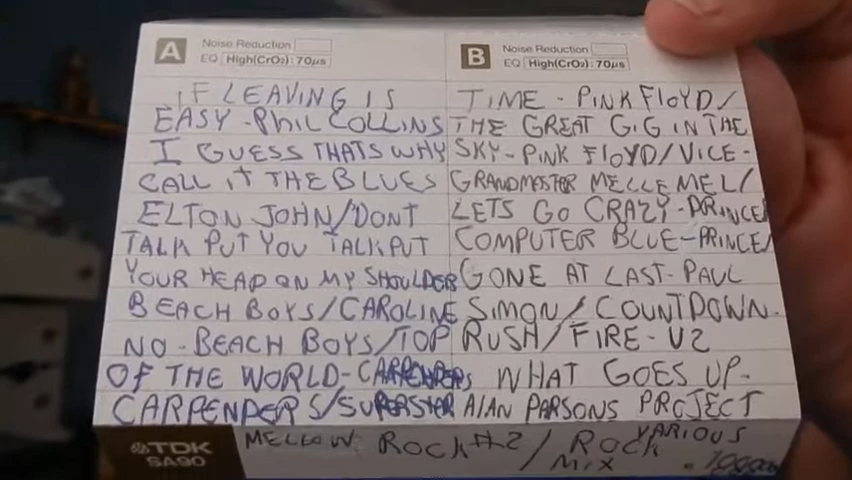 A Noise Reduction
EQ High(CrO₂): 70µs
IF LEAVING IS
EASY - PHIL COLLINS
I GUESS THATS WHY
CALL IT THE BLUES
ELTON JOHN/DONT
TALK PUT YOU TALK PUT
YOUR HEAD ON MY SHOULDER
BEACH BOYS/CAROLINE
NO - BEACH BOYS/TOP
OF THE WORLD - CARPENDERS
CARPENDERS/SUPERSTAR
B Noise Reduction
EQ High(CrO₂): 70µs
TIME - PINK FLOYD/
THE GREAT GIG IN THE
SKY - PINK FLOYD/VICE -
GRANDMASTER MELLE MEL/
LETS GO CRAZY - PRINCE/
COMPUTER BLUE - PRINCE/
GONE AT LAST - PAUL
SIMON/COUNTDOWN -
RUSH/FIRE - U2
WHAT GOES UP -
ALAN PARSONS PROJECT
TDK
SA90
MELLOW ROCK #2/ROCK
MIX
VARIOUS